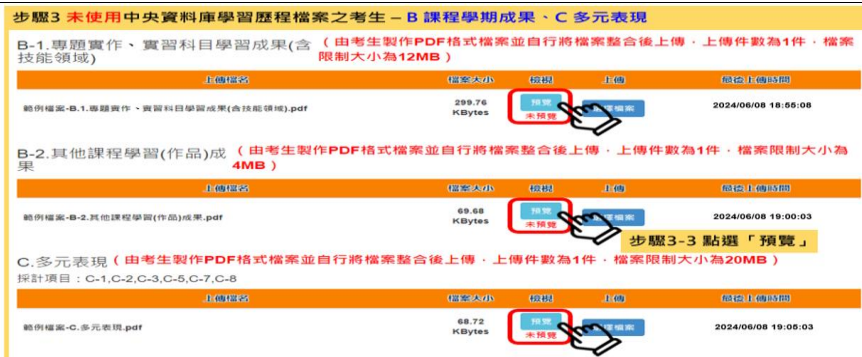 步驟3 未使用中央資料庫學習歷程檔案之考生 – B 課程學期成果、C 多元表現
B-1.專題實作、實習科目學習成果(含技能領域) (由考生製作PDF格式檔案並自行將檔案整合後上傳,上傳件數為1件,檔案限制大小為12MB)
上傳檔名 檔案大小 檢視 上傳 最後上傳時間
範例檔案-B.1.專題實作、實習科目學習成果(含技能領域).pdf 299.76 KBytes 預覽 未預覽 選擇檔案 2024/06/08 18:55:08
B-2.其他課程學習(作品)成果 (由考生製作PDF格式檔案並自行將檔案整合後上傳,上傳件數為1件,檔案限制大小為4MB)
上傳檔名 檔案大小 檢視 上傳 最後上傳時間
範例檔案-B-2.其他課程學習(作品)成果.pdf 69.68 KBytes 預覽 未預覽 2024/06/08 19:00:03
步驟3-3 點選「預覽」
C.多元表現 (由考生製作PDF格式檔案並自行將檔案整合後上傳,上傳件數為1件,檔案限制大小為20MB)
採計項目:C-1,C-2,C-3,C-5,C-7,C-8
上傳檔名 檔案大小 檢視 上傳 最後上傳時間
範例檔案-C.多元表現.pdf 68.72 KBytes 預覽 未預覽 2024/06/08 19:05:03